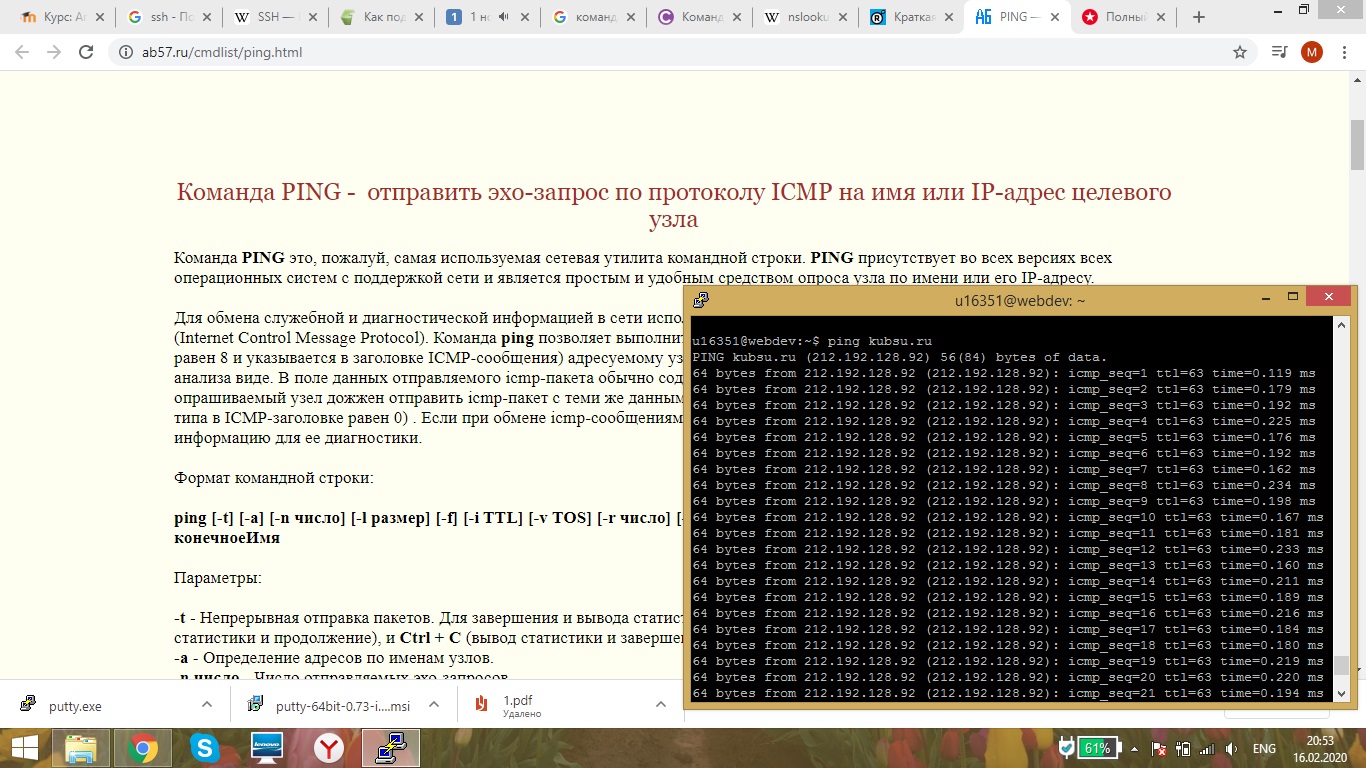 Курс: Ап
ssh - По
SSH —
Как под
1 но
команд
Команд
nslooku
Краткая
PING —
Полный
ab57.ru/cmdlist/ping.html
M
Команда PING - отправить эхо-запрос по протоколу ICMP на имя или IP-адрес целевого
узла
Команда PING это, пожалуй, самая используемая сетевая утилита командной строки. PING присутствует во всех версиях всех
операционных систем с поддержкой сети и является простым и удобным средством опроса узла по имени или его IP-адресу.
Для обмена служебной и диагностической информацией в сети испол
(Internet Control Message Protocol). Команда ping позволяет выполнит
равен 8 и указывается в заголовке ICMP-сообщения) адресуемому уз
анализа виде. В поле данных отправляемого icmp-пакета обычно сод
опрашиваемый узел дожжен отправить icmp-пакет с теми же данным
типа в ICMP-заголовке равен 0) . Если при обмене icmp-сообщениям
информацию для ее диагностики.
Формат командной строки:
ping [-t] [-a] [-n число] [-l размер] [-f] [-i TTL] [-v TOS] [-r число] [-
конечноеИмя
Параметры:
-t - Непрерывная отправка пакетов. Для завершения и вывода статист
статистики и продолжение), и Ctrl + C (вывод статистики и заверше
-a - Определение адресов по именам узлов.
-n число - Число отправляемых эхо-запросов.
u16351@webdev: ~
u16351@webdev:~$ ping kubsu.ru
PING kubsu.ru (212.192.128.92) 56(84) bytes of data.
64 bytes from 212.192.128.92 (212.192.128.92): icmp_seq=1 ttl=63 time=0.119 ms
64 bytes from 212.192.128.92 (212.192.128.92): icmp_seq=2 ttl=63 time=0.179 ms
64 bytes from 212.192.128.92 (212.192.128.92): icmp_seq=3 ttl=63 time=0.192 ms
64 bytes from 212.192.128.92 (212.192.128.92): icmp_seq=4 ttl=63 time=0.225 ms
64 bytes from 212.192.128.92 (212.192.128.92): icmp_seq=5 ttl=63 time=0.176 ms
64 bytes from 212.192.128.92 (212.192.128.92): icmp_seq=6 ttl=63 time=0.192 ms
64 bytes from 212.192.128.92 (212.192.128.92): icmp_seq=7 ttl=63 time=0.162 ms
64 bytes from 212.192.128.92 (212.192.128.92): icmp_seq=8 ttl=63 time=0.234 ms
64 bytes from 212.192.128.92 (212.192.128.92): icmp_seq=9 ttl=63 time=0.198 ms
64 bytes from 212.192.128.92 (212.192.128.92): icmp_seq=10 ttl=63 time=0.167 ms
64 bytes from 212.192.128.92 (212.192.128.92): icmp_seq=11 ttl=63 time=0.181 ms
64 bytes from 212.192.128.92 (212.192.128.92): icmp_seq=12 ttl=63 time=0.233 ms
64 bytes from 212.192.128.92 (212.192.128.92): icmp_seq=13 ttl=63 time=0.160 ms
64 bytes from 212.192.128.92 (212.192.128.92): icmp_seq=14 ttl=63 time=0.211 ms
64 bytes from 212.192.128.92 (212.192.128.92): icmp_seq=15 ttl=63 time=0.189 ms
64 bytes from 212.192.128.92 (212.192.128.92): icmp_seq=16 ttl=63 time=0.216 ms
64 bytes from 212.192.128.92 (212.192.128.92): icmp_seq=17 ttl=63 time=0.184 ms
64 bytes from 212.192.128.92 (212.192.128.92): icmp_seq=18 ttl=63 time=0.180 ms
64 bytes from 212.192.128.92 (212.192.128.92): icmp_seq=19 ttl=63 time=0.219 ms
64 bytes from 212.192.128.92 (212.192.128.92): icmp_seq=20 ttl=63 time=0.220 ms
64 bytes from 212.192.128.92 (212.192.128.92): icmp_seq=21 ttl=63 time=0.194 ms
putty.exe
putty-64bit-0.73-i....msi
1.pdf
Удалено
lenovo
61%
ENG
20:53
16.02.2020